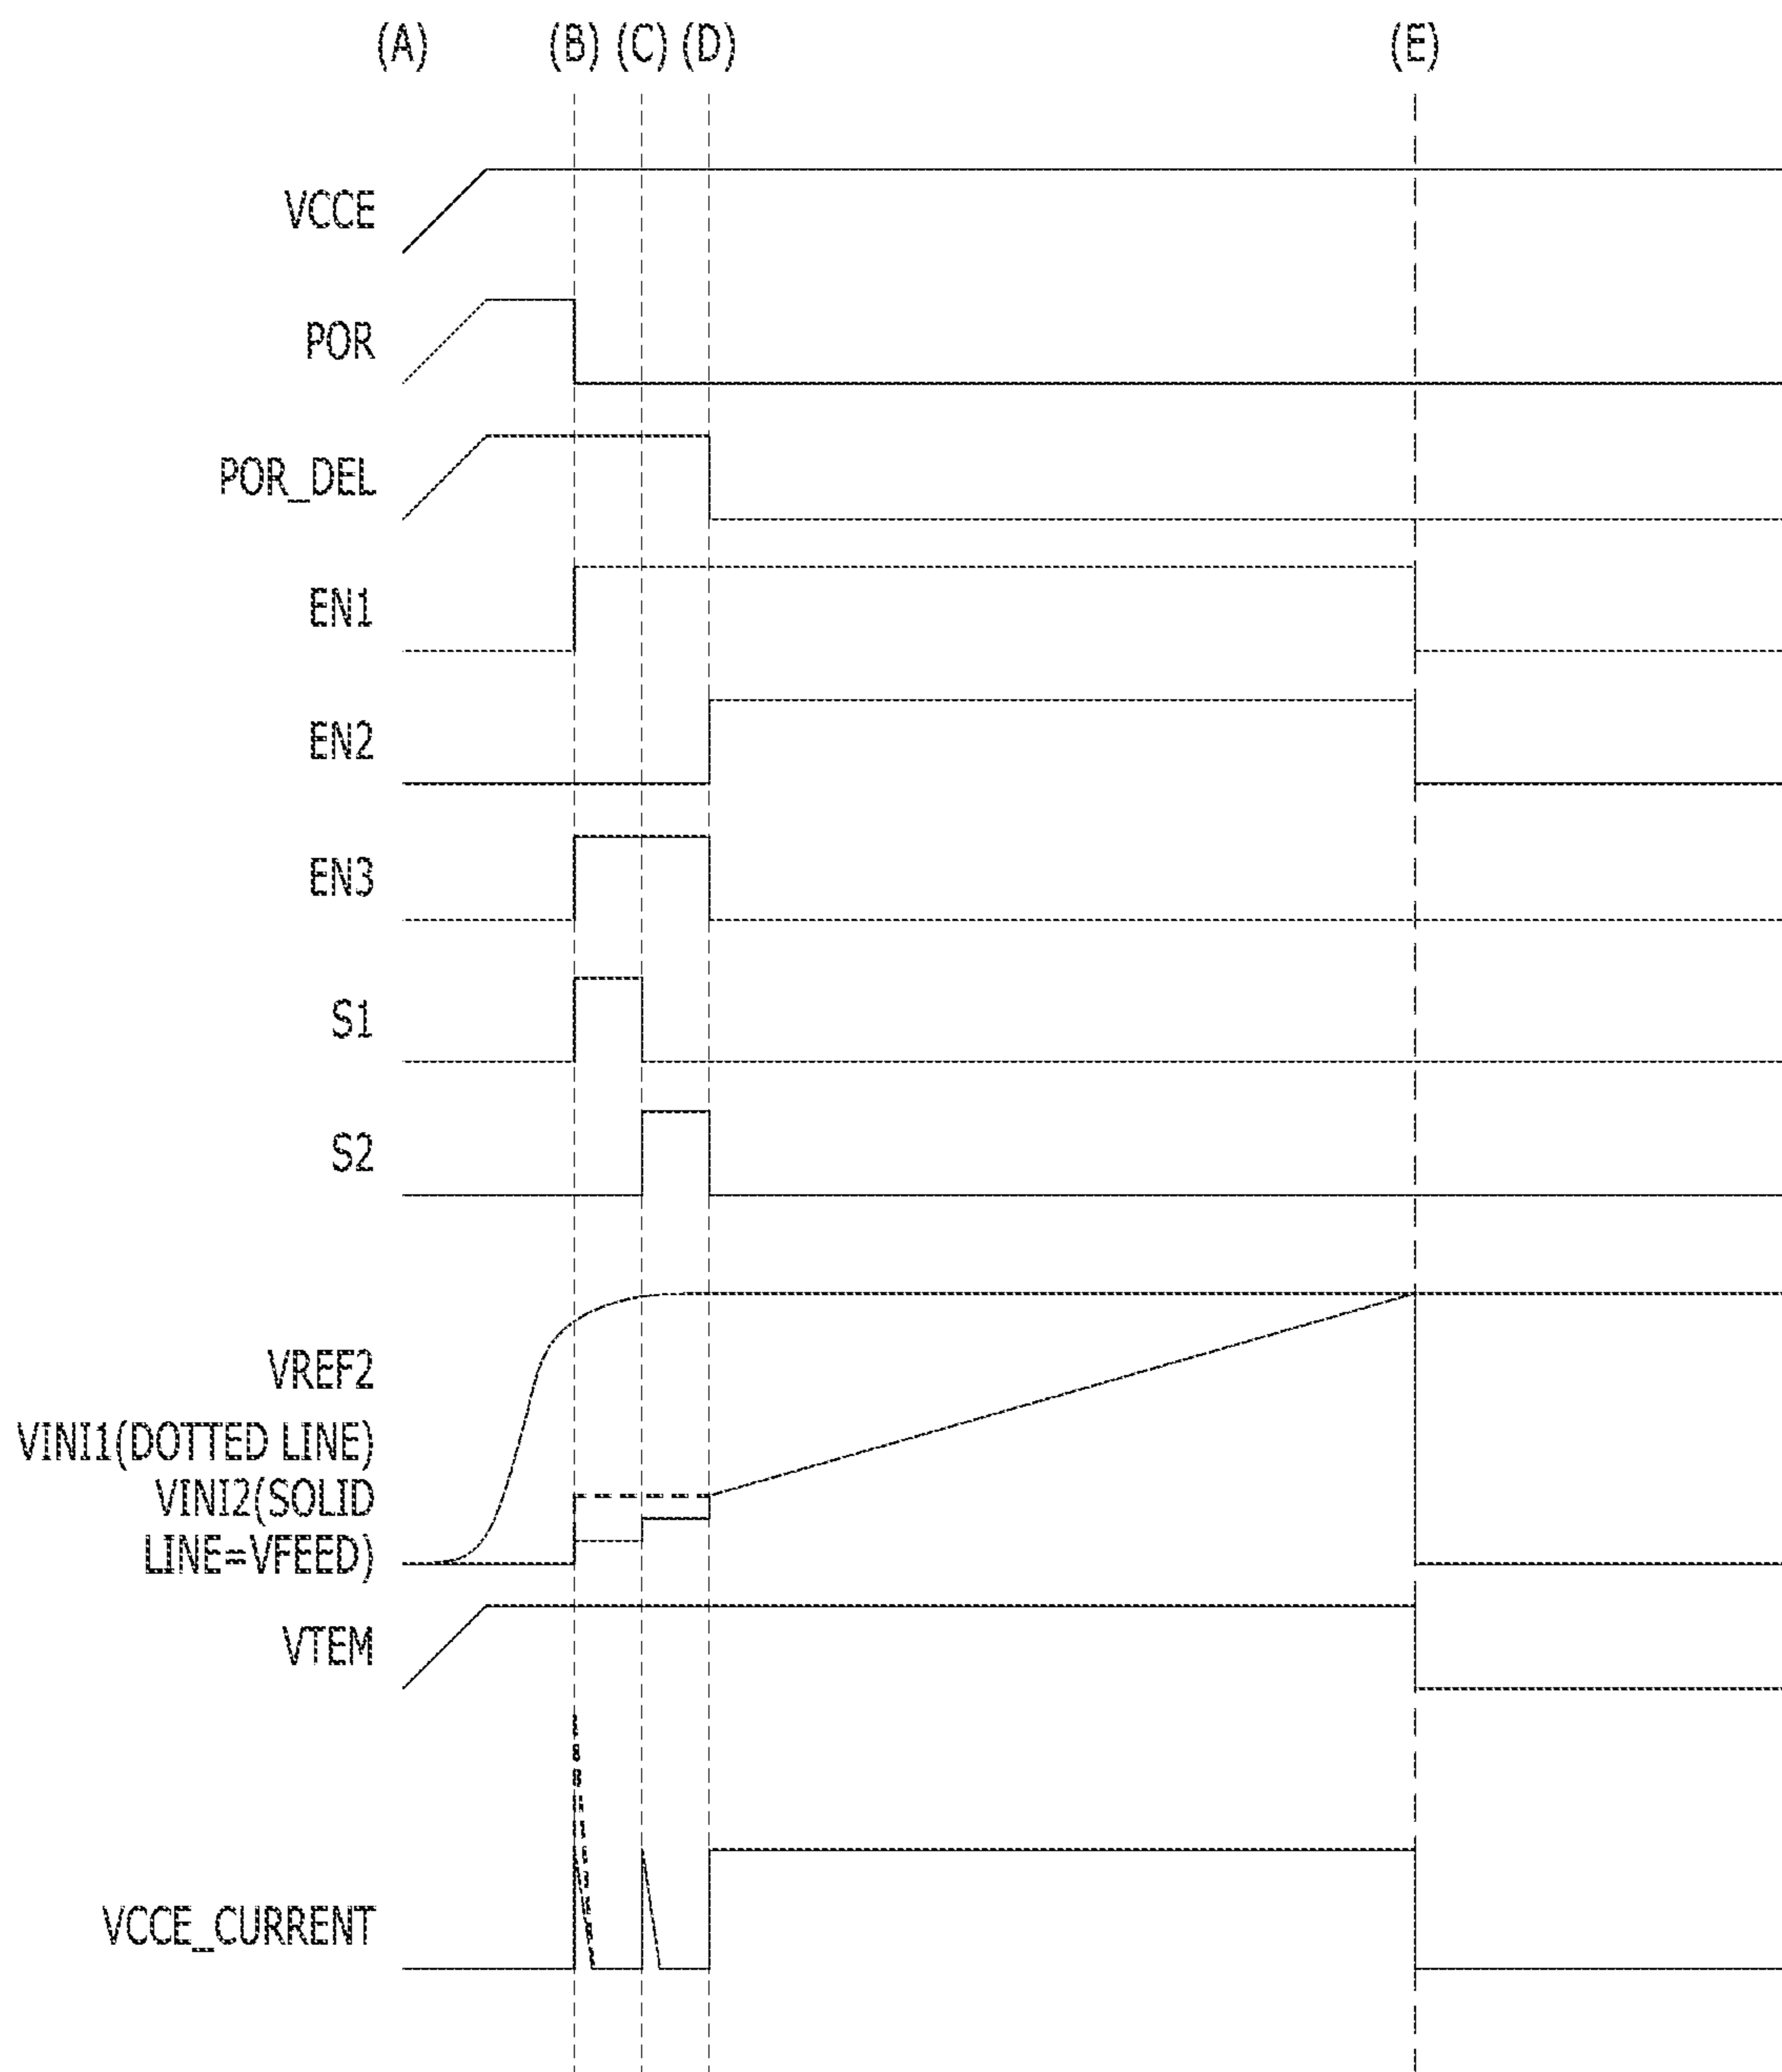 (A) (B) (C) (D) (E)
VCCE
POR
POR_DEL
EN1
EN2
EN3
S1
S2
VREF2
VINI1(DOTTED LINE)
VINI2(SOLID
LINE=VFEED)
VTEM
VCCE_CURRENT